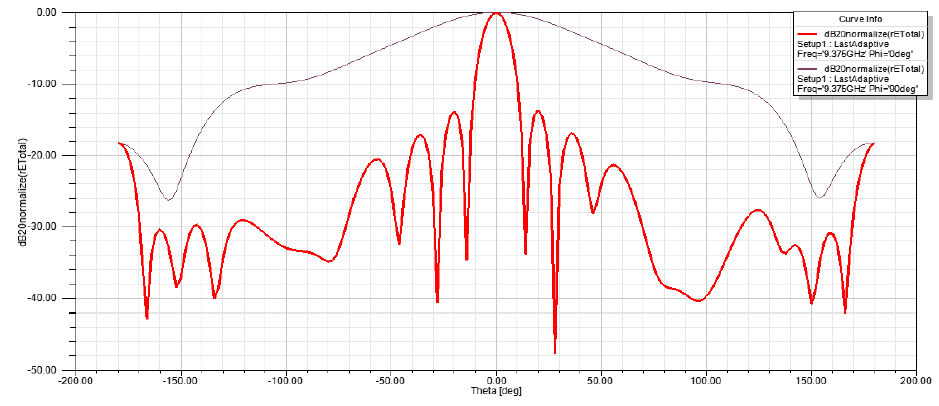 0.00
-10.00
-20.00
-30.00
-40.00
-50.00
dB20normalize(rETotal)
-200.00 -150.00 -100.00 -50.00 0.00 50.00 100.00 150.00 200.00
Theta [deg]
Curve Info
dB20normalize(rETotal)
Setup1 : LastAdaptive
Freq='9.375GHz' Phi='0deg'
dB20normalize(rETotal)
Setup1 : LastAdaptive
Freq='9.375GHz' Phi='90deg'